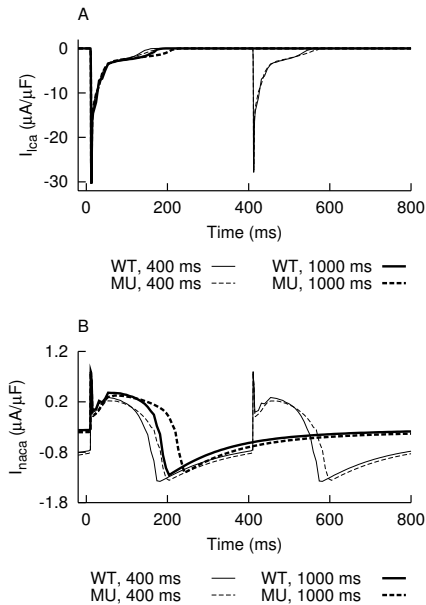 A
0
-10
-20
-30
I_lca (µA/µF)
0 200 400 600 800
Time (ms)
WT, 400 ms WT, 1000 ms
MU, 400 ms MU, 1000 ms
B
1.2
0.2
-0.8
-1.8
I_naca (µA/µF)
0 200 400 600 800
Time (ms)
WT, 400 ms WT, 1000 ms
MU, 400 ms MU, 1000 ms